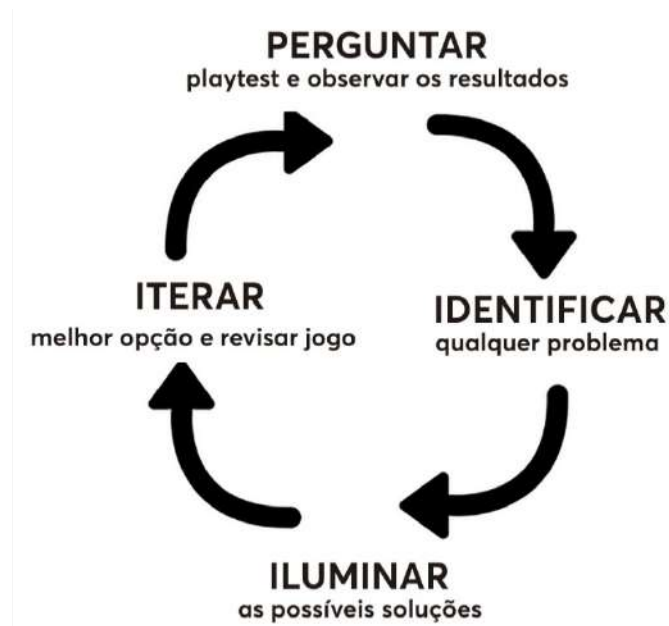 PERGUNTAR
playtest e observar os resultados
IDENTIFICAR
qualquer problema
ILUMINAR
as possíveis soluções
ITERAR
melhor opção e revisar jogo